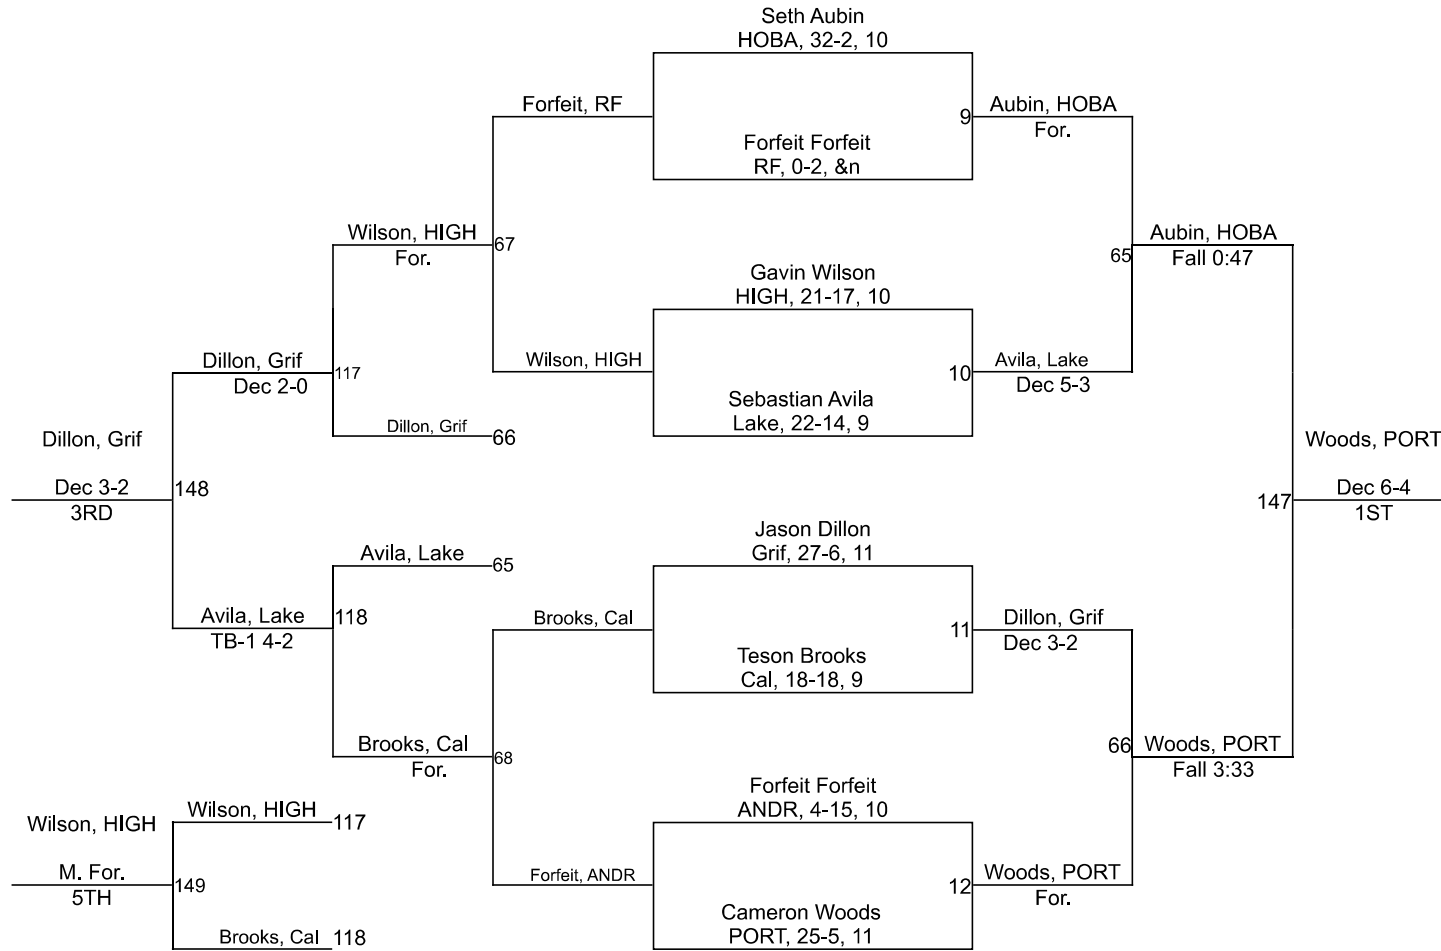 Seth Aubin
HOBA, 32-2, 10
Forfeit, RF
9
Aubin, HOBA
For.
Forfeit Forfeit
RF, 0-2, &n
Wilson, HIGH
For.
67
65
Aubin, HOBA
Fall 0:47
Gavin Wilson
HIGH, 21-17, 10
Dillon, Grif
Dec 2-0
117
Wilson, HIGH
10
Avila, Lake
Dec 5-3
Sebastian Avila
Lake, 22-14, 9
Dillon, Grif
66
Dillon, Grif
Dec 3-2
3RD
148
147
Woods, PORT
Dec 6-4
1ST
Jason Dillon
Grif, 27-6, 11
Avila, Lake
65
Avila, Lake
TB-1 4-2
118
Brooks, Cal
11
Dillon, Grif
Dec 3-2
Teson Brooks
Cal, 18-18, 9
Brooks, Cal
For.
68
66
Woods, PORT
Fall 3:33
Forfeit Forfeit
ANDR, 4-15, 10
Wilson, HIGH
117
Wilson, HIGH
M. For.
5TH
149
Forfeit, ANDR
12
Woods, PORT
For.
Cameron Woods
PORT, 25-5, 11
Brooks, Cal
118